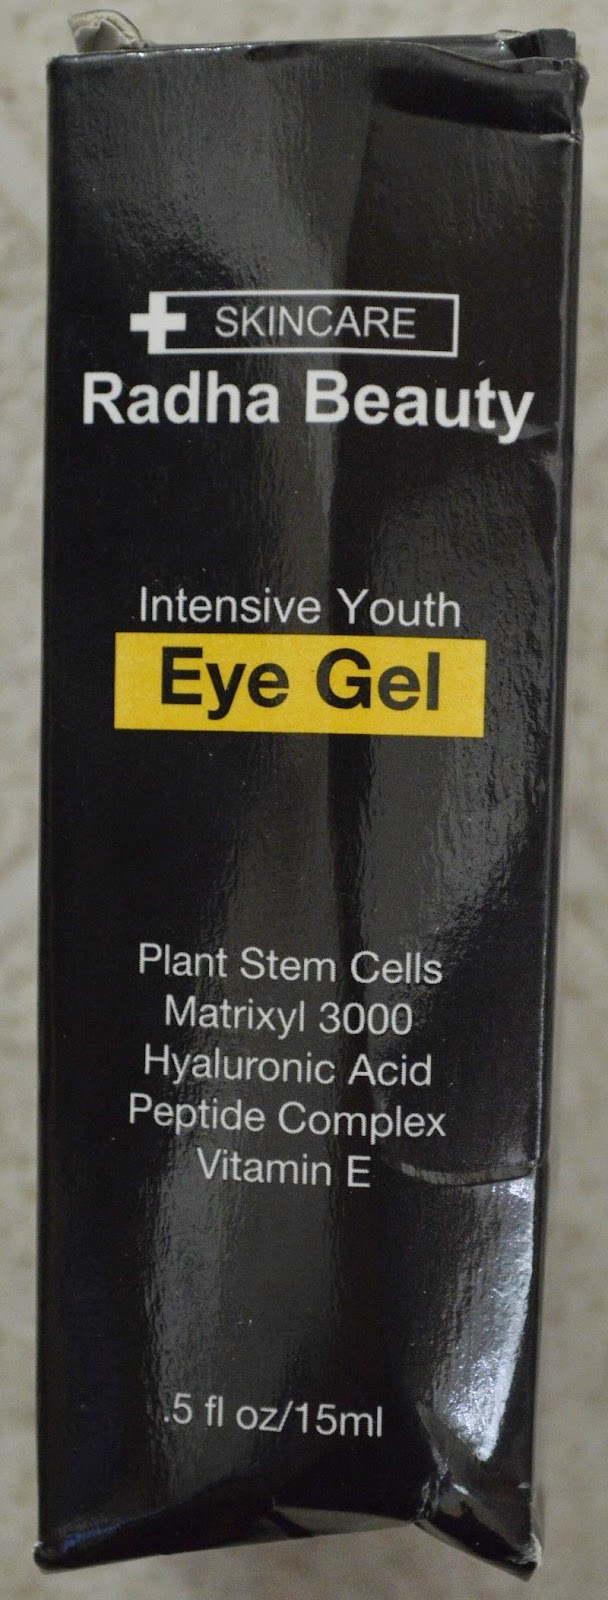 SKINCARE
Radha Beauty
Intensive Youth
Eye Gel
Plant Stem Cells
Matrixyl 3000
Hyaluronic Acid
Peptide Complex
Vitamin E
.5 fl oz/15ml